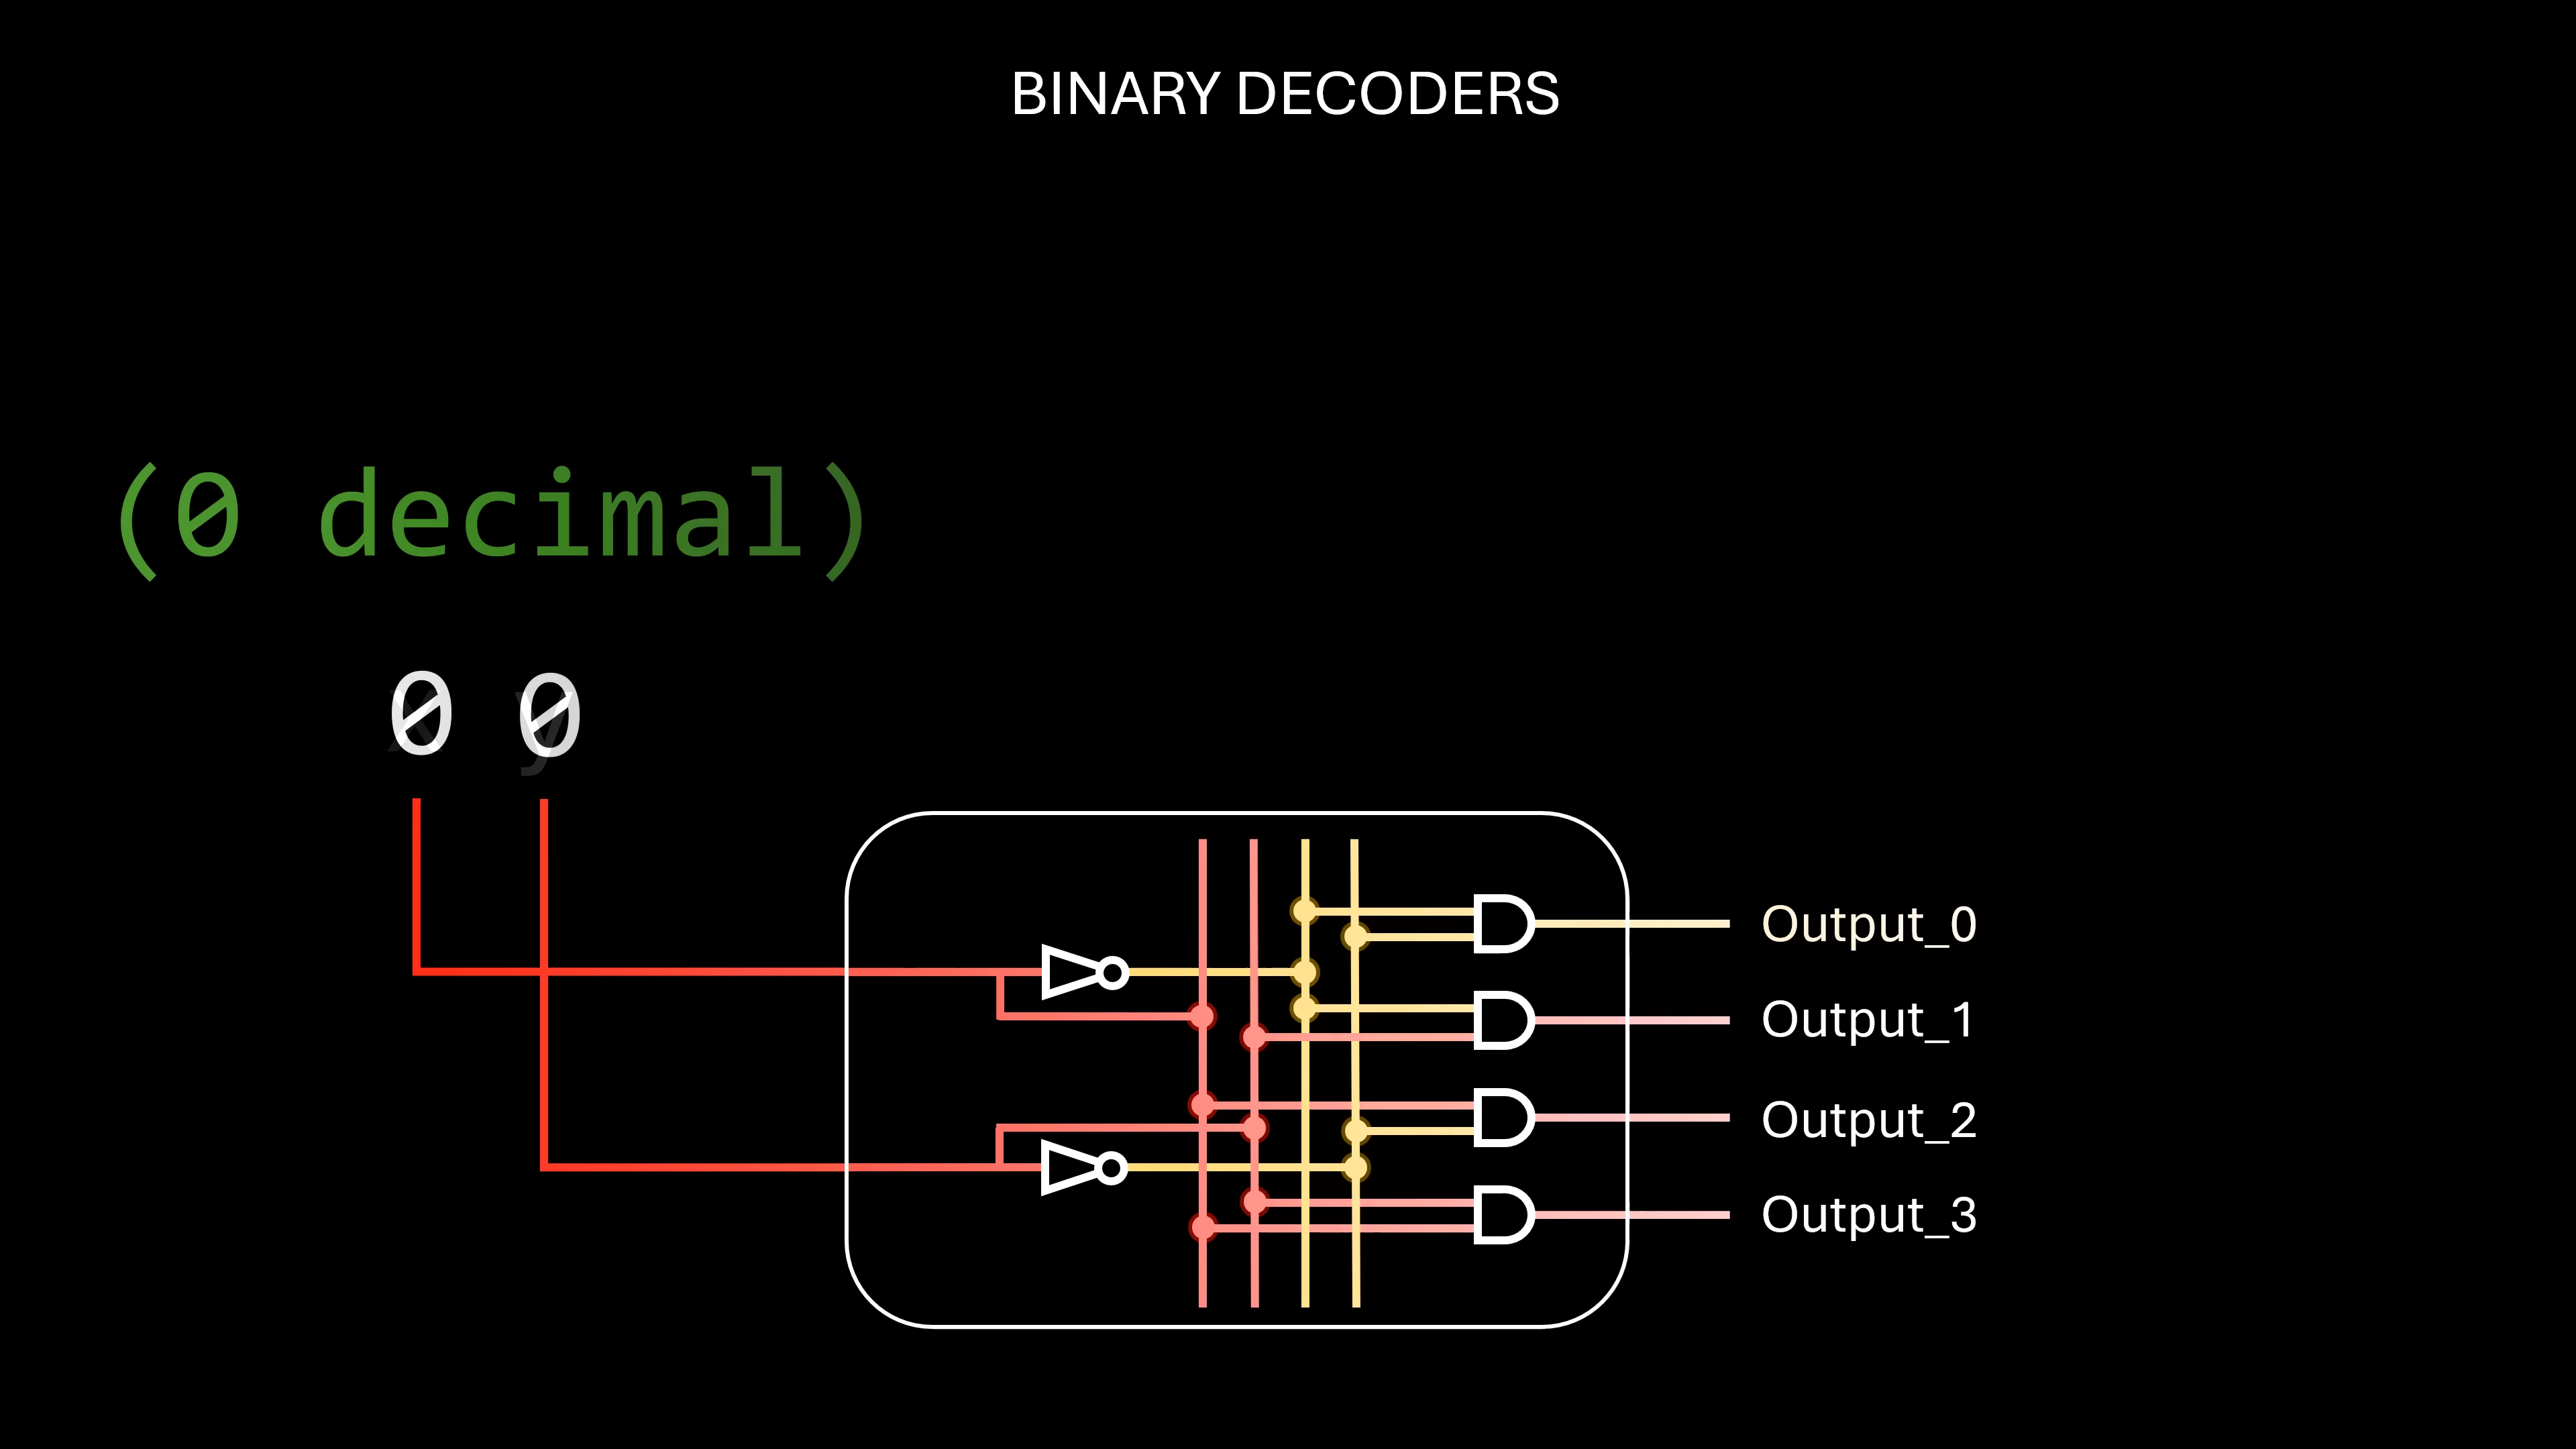 BINARY DECODERS
(0 decimal)
0 0
Output_0
Output_1
Output_2
Output_3